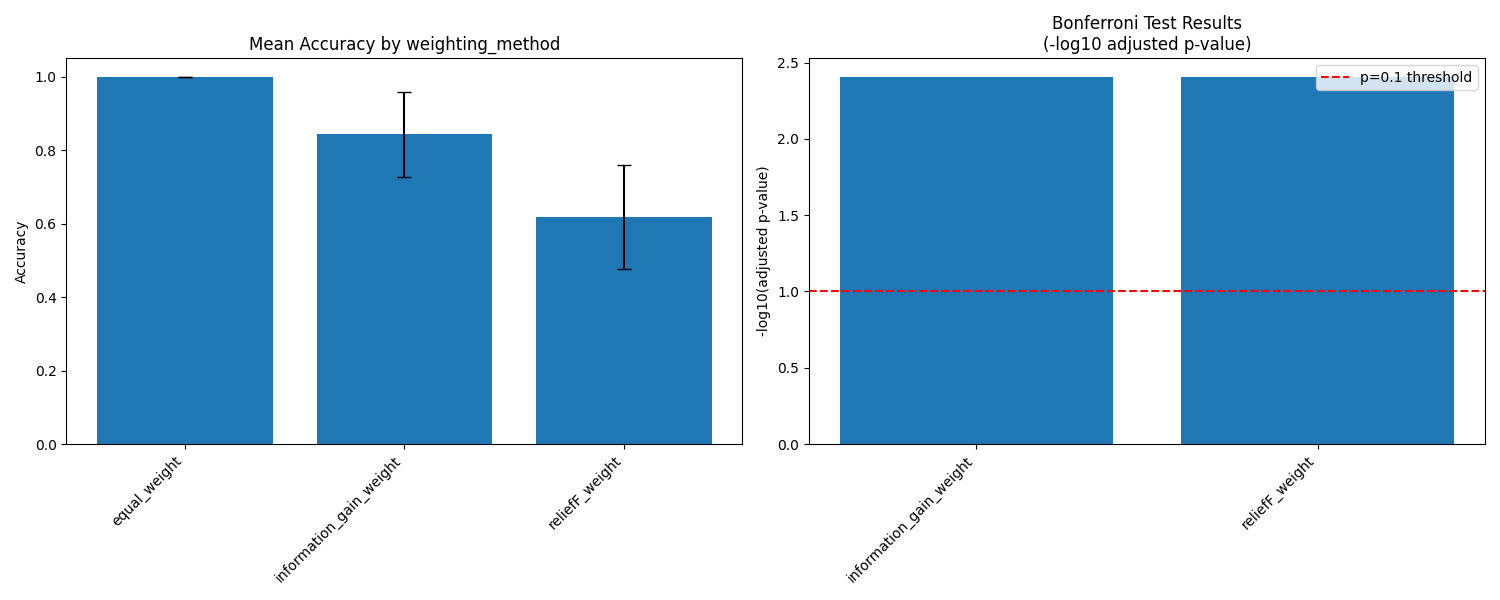 Mean Accuracy by weighting_method
Accuracy
1.0
0.8
0.6
0.4
0.2
0.0
equal_weight
information_gain_weight
reliefF_weight
Bonferroni Test Results
(-log10 adjusted p-value)
-log10(adjusted p-value)
2.5
2.0
1.5
1.0
0.5
0.0
p=0.1 threshold
information_gain_weight
reliefF_weight